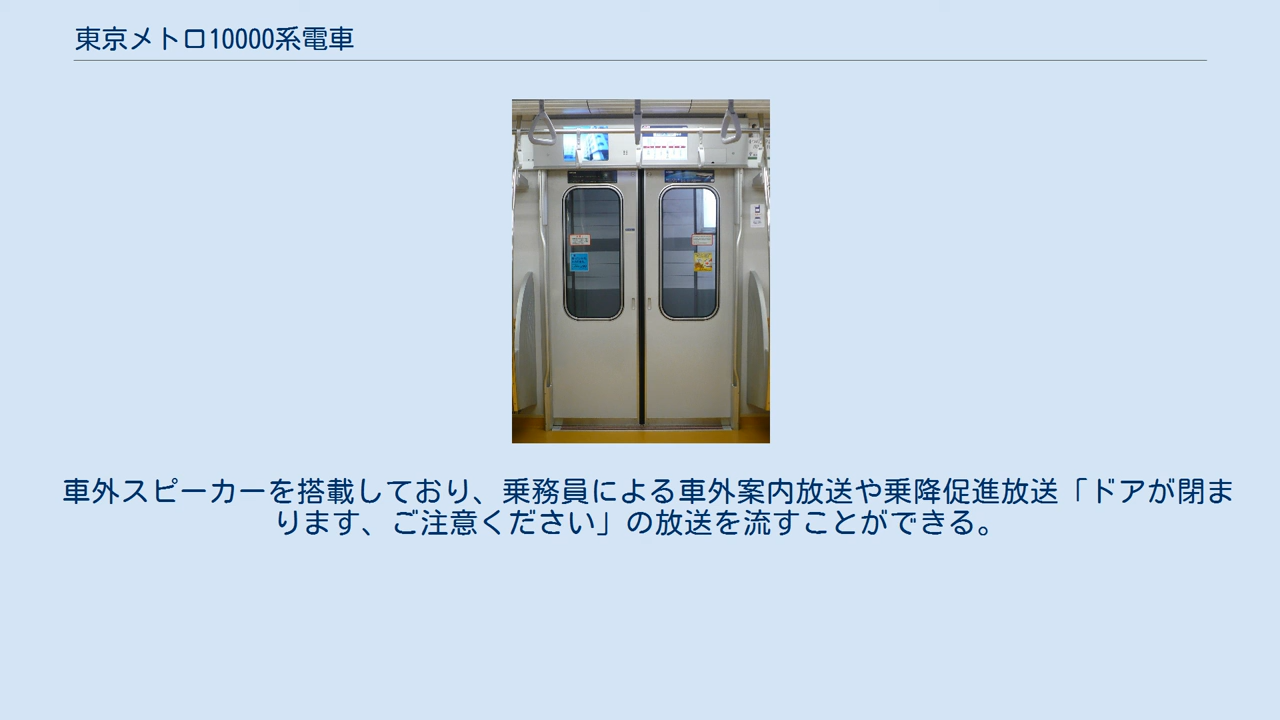 東京メトロ10000系電車
車外スピーカーを搭載しており、乗務員による車外案内放送や乗降促進放送「ドアが閉ま
ります、ご注意ください」の放送を流すことができる。